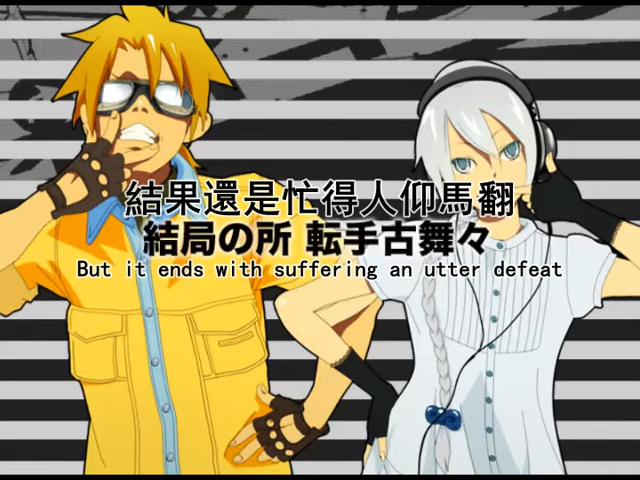 結果還是忙得人仰馬翻
結局の所 転手古舞々
But it ends with suffering an utter defeat